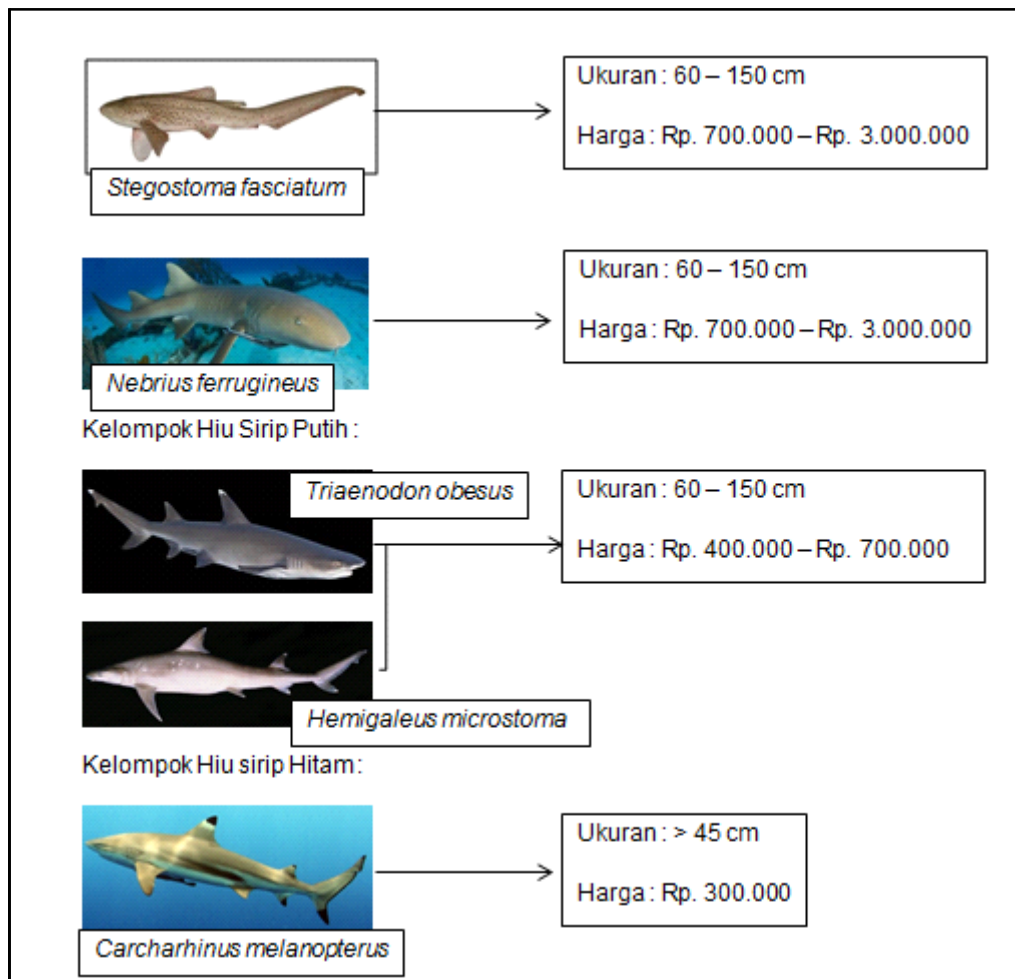 Ukuran : 60 – 150 cm
Harga : Rp. 700.000 – Rp. 3.000.000
Stegostoma fasciatum
Ukuran : 60 – 150 cm
Harga : Rp. 700.000 – Rp. 3.000.000
Nebrius ferrugineus
Kelompok Hiu Sirip Putih :
Triaenodon obesus
Ukuran : 60 – 150 cm
Harga : Rp. 400.000 – Rp. 700.000
Hemigaleus microstoma
Kelompok Hiu sirip Hitam :
Ukuran : > 45 cm
Harga : Rp. 300.000
Carcharhinus melanopterus